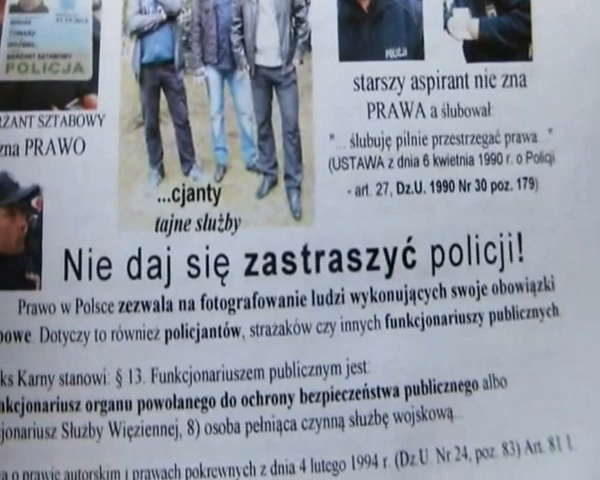 POLICJA
POLICJA
RŻANT SZTABOWY
zna PRAWO
...cjanty
tajne służby
starszy aspirant nie zna
PRAWA a ślubował:
"... ślubuję pilnie przestrzegać prawa..."
(USTAWA z dnia 6 kwietnia 1990 r. o Policji
- art. 27, Dz.U. 1990 Nr 30 poz. 179)
Nie daj się zastraszyć policji!
Prawo w Polsce zezwala na fotografowanie ludzi wykonujących swoje obowiązki
bowe. Dotyczy to również policjantów, strażaków czy innych funkcjonariuszy publicznych.
ks Karny stanowi: § 13. Funkcjonariuszem publicznym jest:
nkcjonariusz organu powołanego do ochrony bezpieczeństwa publicznego albo
jonariusz Służby Więziennej, 8) osoba pełniąca czynną służbę wojskową...
a o prawie autorskim i prawach pokrewnych z dnia 4 lutego 1994 r. (Dz.U. Nr 24, poz. 83) Art. 81 1.